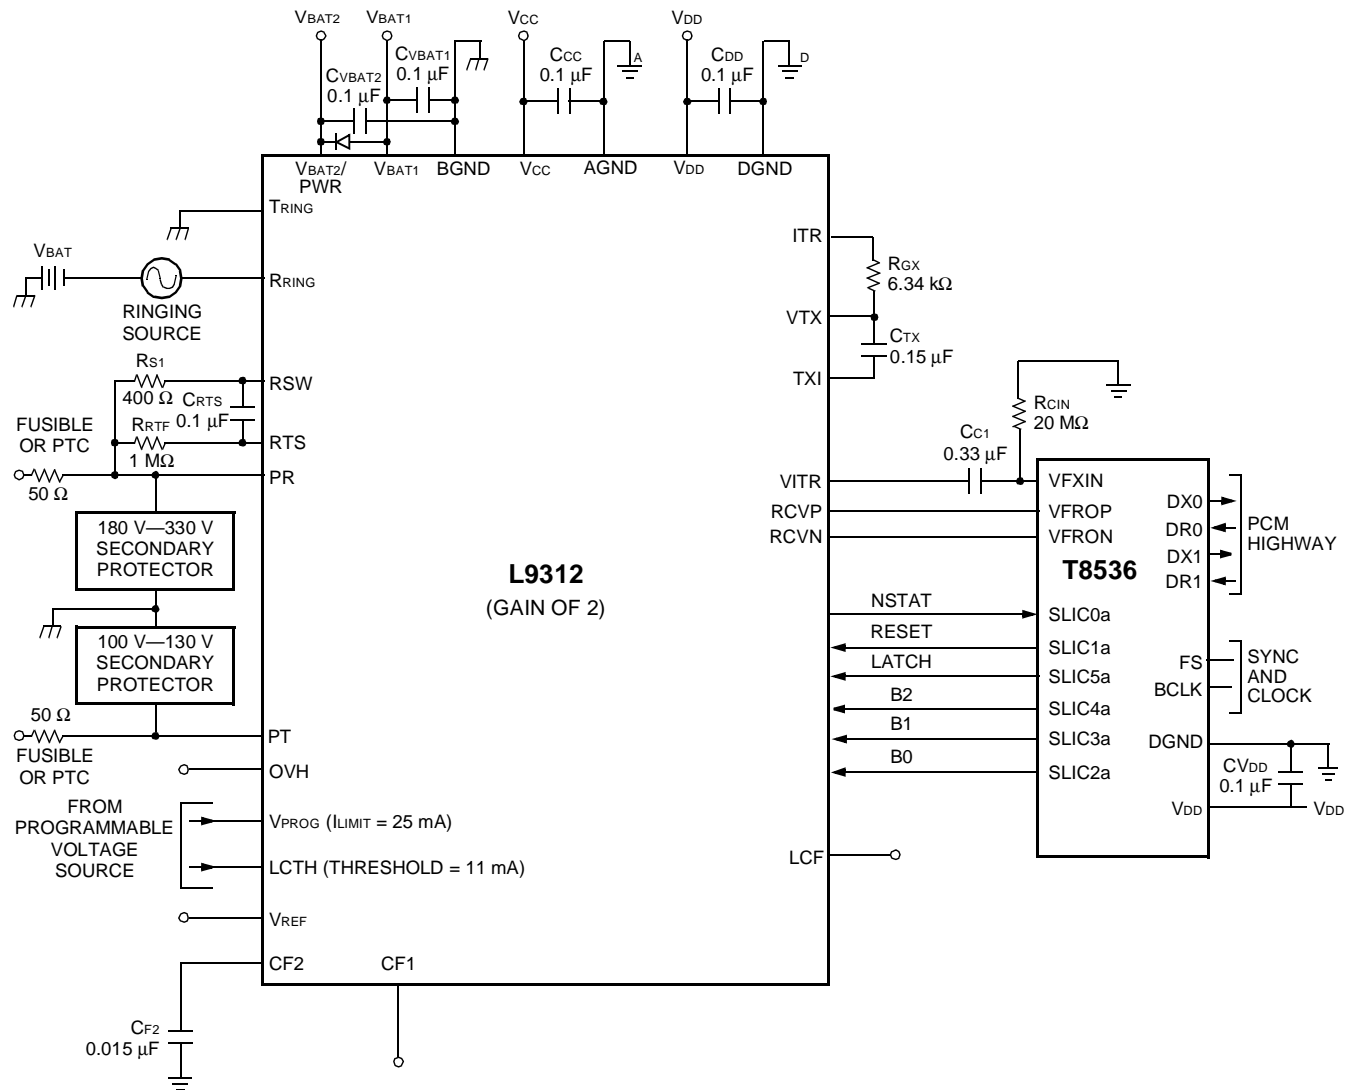 VBAT2
VBAT1
VCC
VDD
CVBAT2
0.1 µF
CVBAT1
0.1 µF
CCC
0.1 µF
A
CDD
0.1 µF
D
VBAT2/
PWR
VBAT1
BGND
VCC
AGND
VDD
DGND
TRING
VBAT
RRING
RINGING
SOURCE
RS1
400 Ω
RSW
CRTS
0.1 µF
RRTF
1 MΩ
RTS
FUSIBLE
OR PTC
50 Ω
PR
180 V—330 V
SECONDARY
PROTECTOR
100 V—130 V
SECONDARY
PROTECTOR
50 Ω
FUSIBLE
OR PTC
PT
OVH
FROM
PROGRAMMABLE
VOLTAGE
SOURCE
VPROG (ILIMIT = 25 mA)
LCTH (THRESHOLD = 11 mA)
VREF
CF2
CF1
CF2
0.015 µF
L9312
(GAIN OF 2)
ITR
RGX
6.34 kΩ
VTX
CTX
0.15 µF
TXI
RCIN
20 MΩ
CC1
0.33 µF
VITR
RCVP
RCVN
NSTAT
RESET
LATCH
B2
B1
B0
LCF
VFXIN
VFROP
VFRON
T8536
SLIC0a
SLIC1a
SLIC5a
SLIC4a
SLIC3a
SLIC2a
DX0
DR0
DX1
DR1
PCM
HIGHWAY
FS
BCLK
SYNC
AND
CLOCK
DGND
CVDD
0.1 µF
VDD
VDD